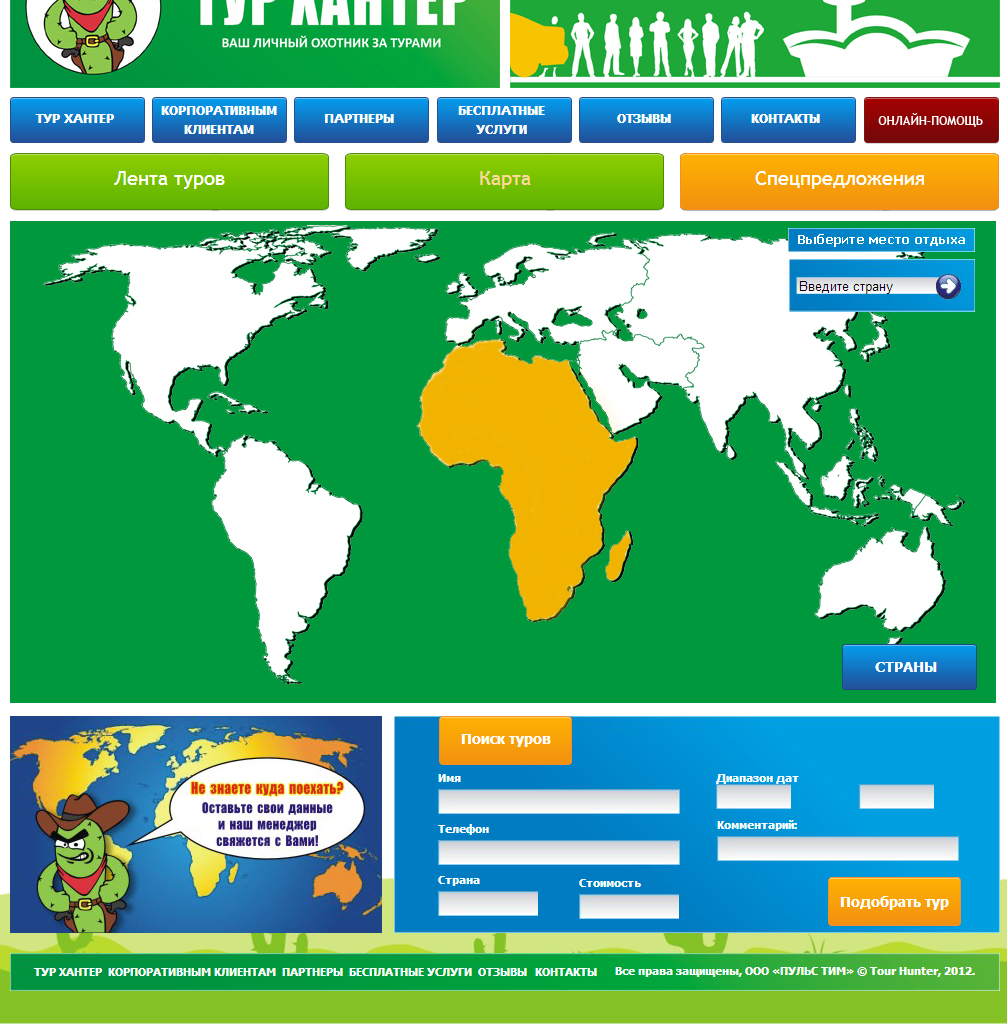 ТУР ХАНТЕР
ВАШ ЛИЧНЫЙ ОХОТНИК ЗА ТУРАМИ
ТУР ХАНТЕР
КОРПОРАТИВНЫМ
КЛИЕНТАМ
ПАРТНЕРЫ
БЕСПЛАТНЫЕ
УСЛУГИ
ОТЗЫВЫ
КОНТАКТЫ
ОНЛАЙН-ПОМОЩЬ
Лента туров
Карта
Спецпредложения
Выберите место отдыха
Введите страну
СТРАНЫ
Не знаете куда поехать?
Оставьте свои данные
и наш менеджер
свяжется с Вами!
Поиск туров
Имя
Диапазон дат
Телефон
Комментарий:
Страна
Стоимость
Подобрать тур
ТУР ХАНТЕР КОРПОРАТИВНЫМ КЛИЕНТАМ ПАРТНЕРЫ БЕСПЛАТНЫЕ УСЛУГИ ОТЗЫВЫ КОНТАКТЫ Все права защищены, ООО «ПУЛЬС ТИМ» © Tour Hunter, 2012.